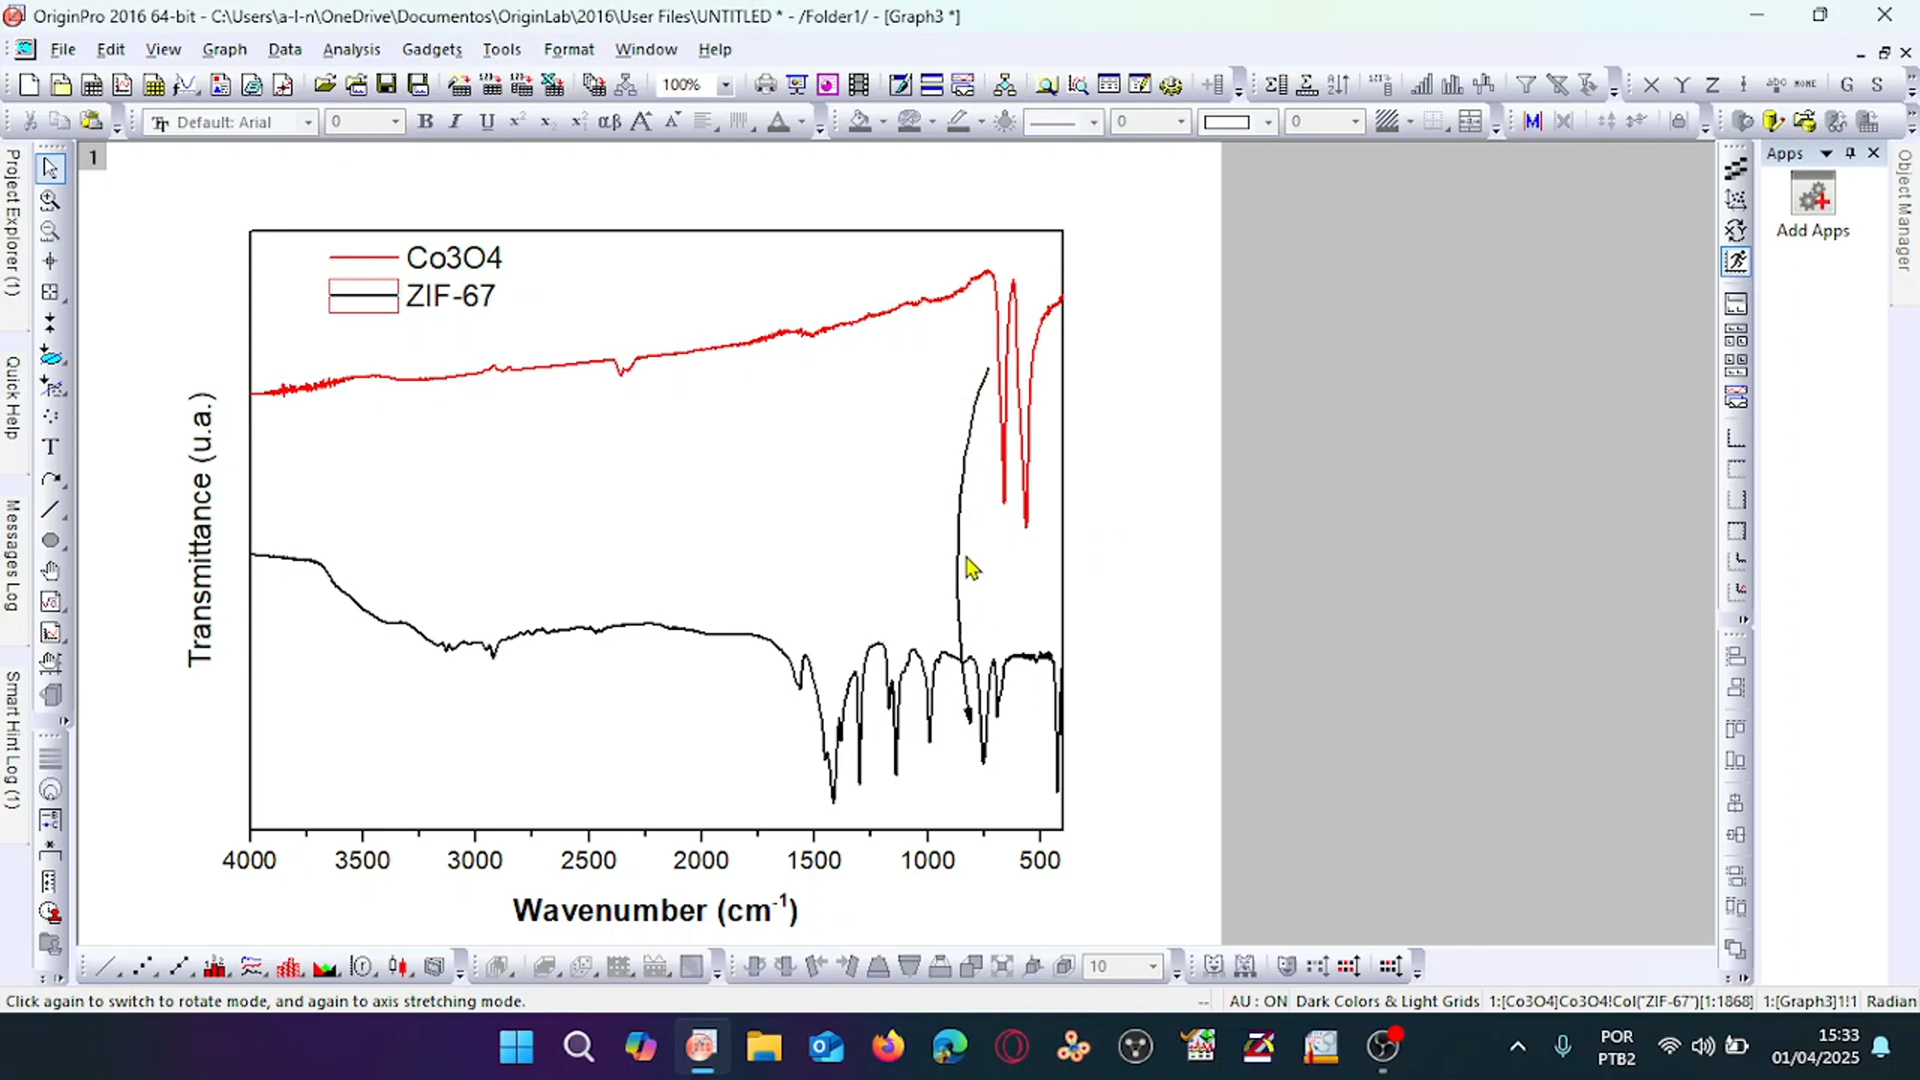 OriginPro 2016 64-bit - C:\Users\a-l-n\OneDrive\Documentos\OriginLab\2016\User Files\UNTITLED * - /Folder1/ - [Graph3 *]
File Edit View Graph Data Analysis Gadgets Tools Format Window Help
100%
X Y Z
HOME
G S
Default: Arial
0
B I U
αβ
0
0
M
Project Explorer (1)
Quick Help
Messages Log
Smart Hint Log (1)
1
Apps
Add Apps
Object Manager
Co3O4
ZIF-67
Transmittance (u.a.)
4000 3500 3000 2500 2000 1500 1000 500
Wavenumber (cm⁻¹)
10
Click again to switch to rotate mode, and again to axis stretching mode.
-- AU : ON Dark Colors & Light Grids 1:[Co3O4]Co3O4!Col("ZIF-67")[1:1868] 1:[Graph3]1!1 Radian
POR
PTB2
15:33
01/04/2025